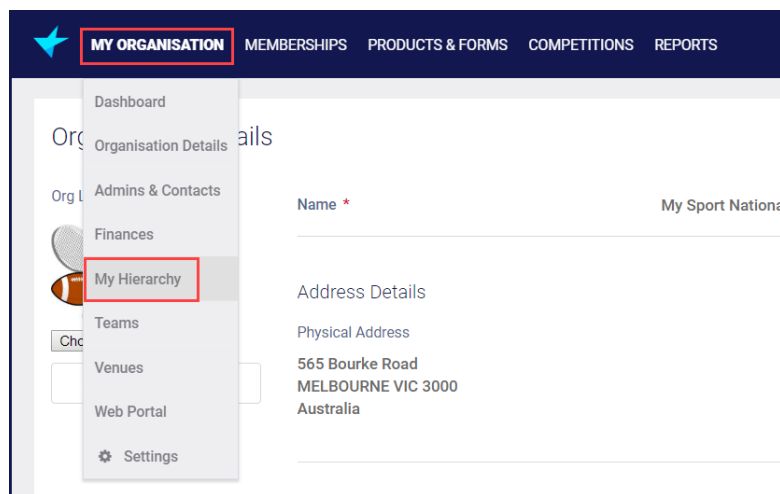 MY ORGANISATION MEMBERSHIPS PRODUCTS & FORMS COMPETITIONS REPORTS
Dashboard
Organisation Details
Admins & Contacts
Finances
My Hierarchy
Teams
Venues
Web Portal
Settings
Org ails
Org L
Cho
Name *
My Sport Nationa
Address Details
Physical Address
565 Bourke Road
MELBOURNE VIC 3000
Australia